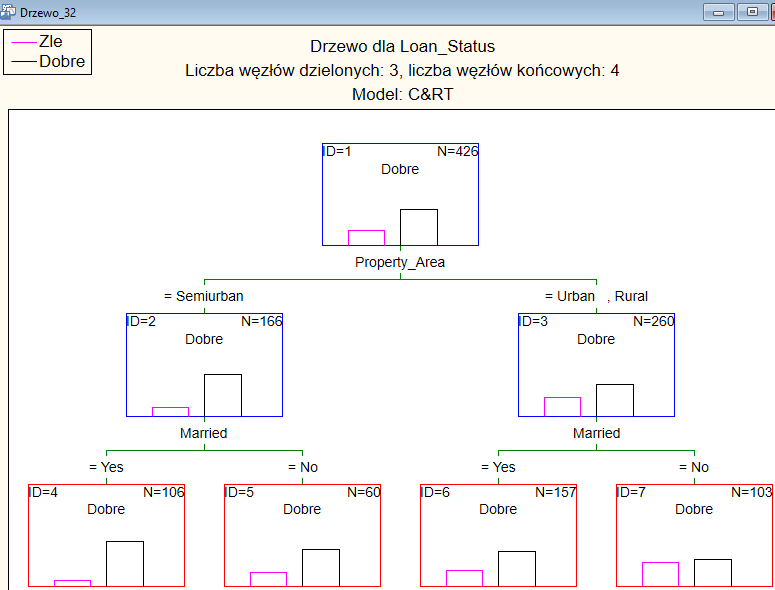 Drzewo_32
Zle
Dobre
Drzewo dla Loan_Status
Liczba węzłów dzielonych: 3, liczba węzłów końcowych: 4
Model: C&RT
ID=1 N=426
Dobre
Property_Area
= Semiurban = Urban , Rural
ID=2 N=166 ID=3 N=260
Dobre Dobre
Married Married
= Yes = No = Yes = No
ID=4 N=106 ID=5 N=60 ID=6 N=157 ID=7 N=103
Dobre Dobre Dobre Dobre